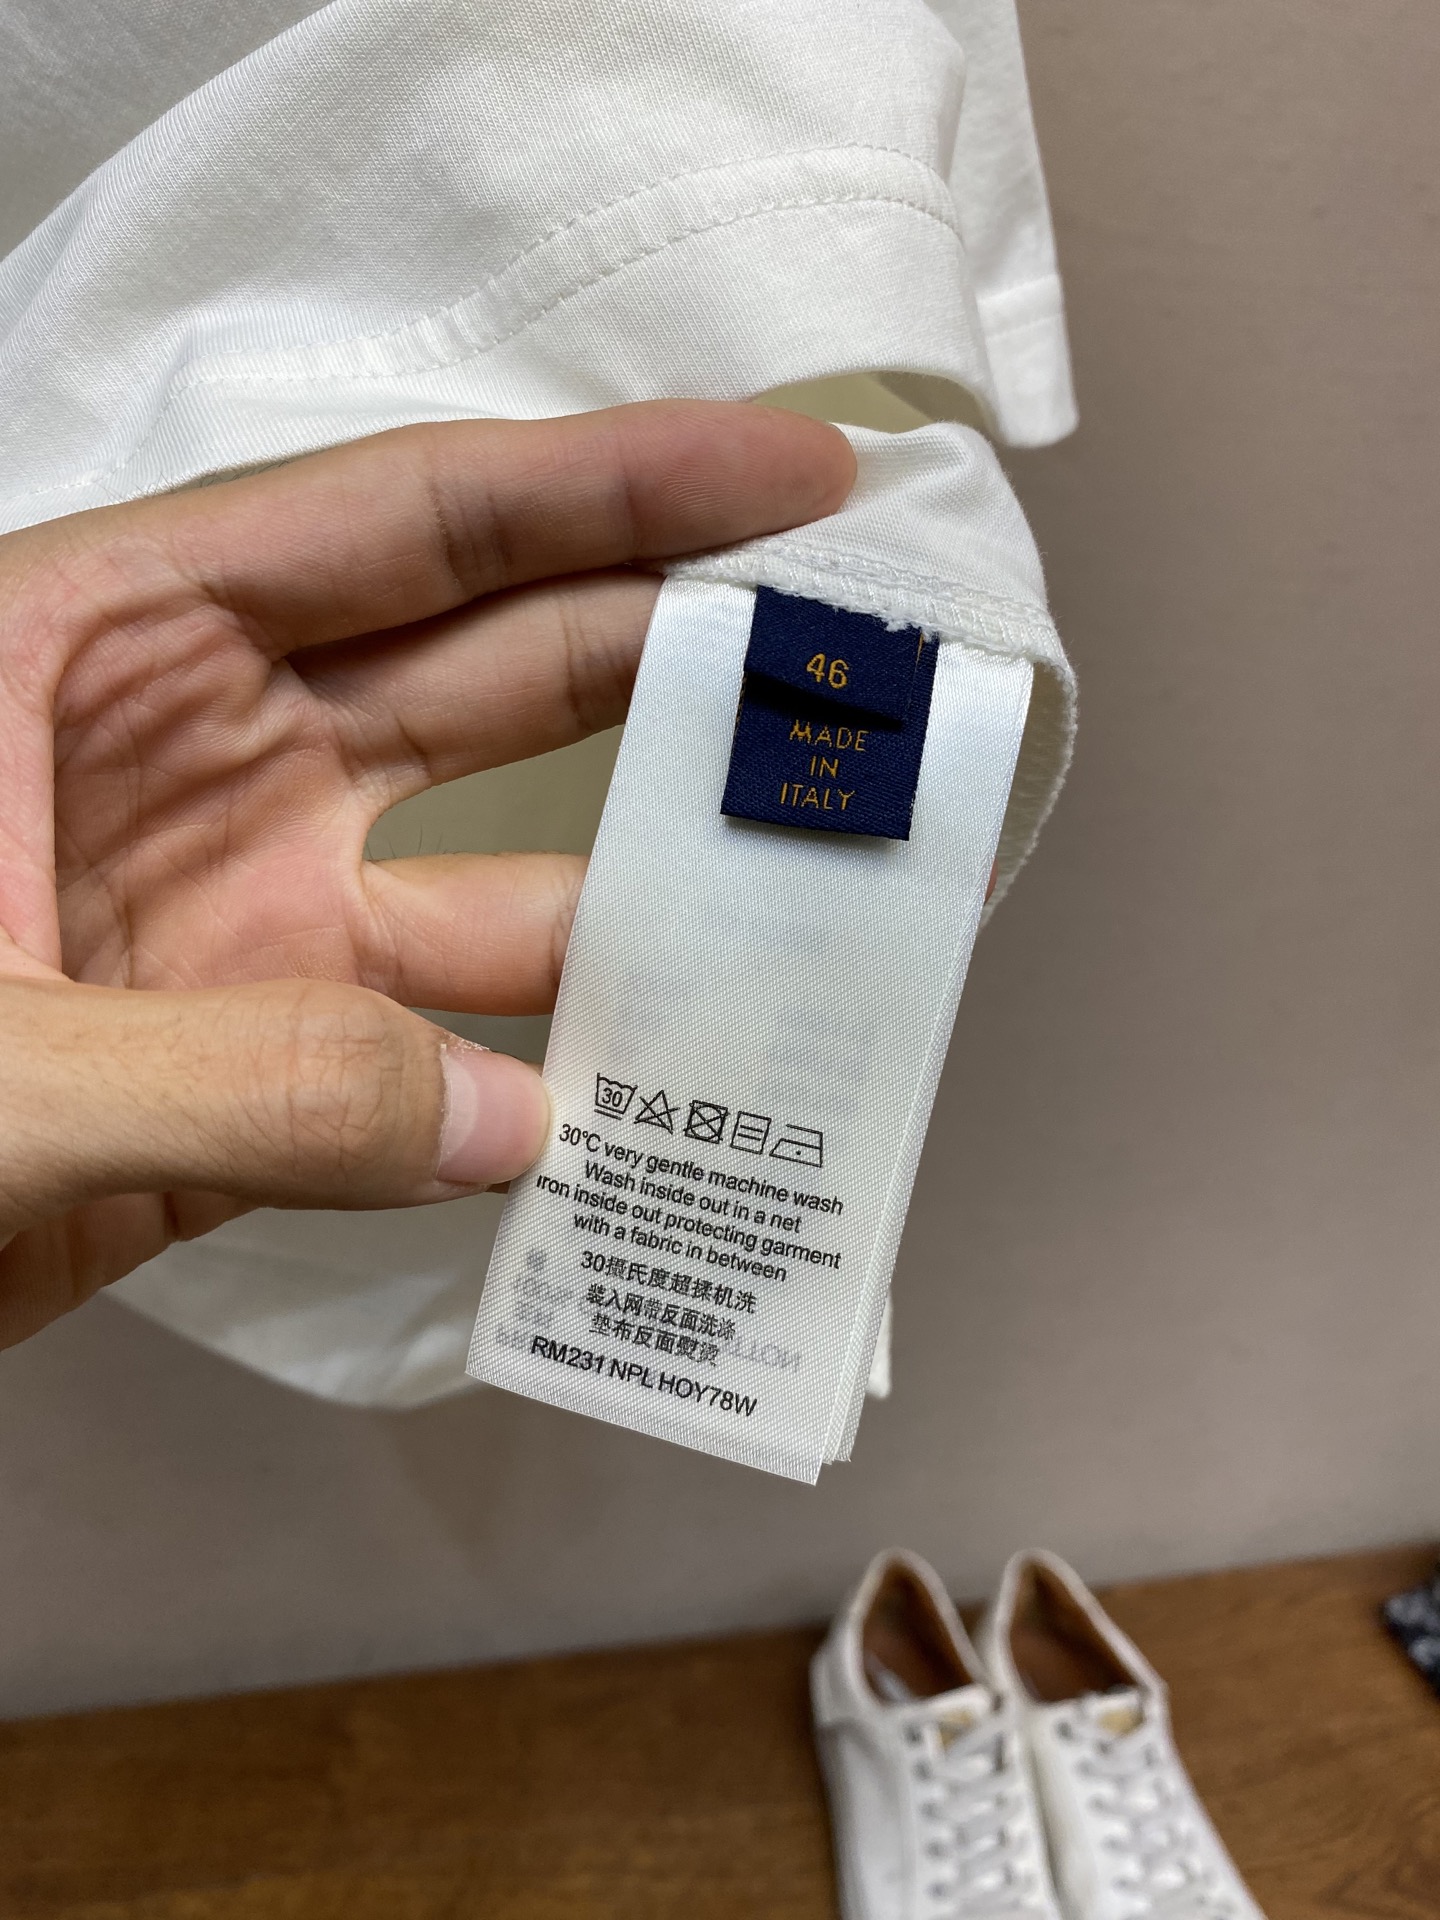 46
MADE
IN
ITALY
30
30°C very gentle machine wash
Wash inside out in a net
Iron inside out protecting garment
with a fabric in between
30摄氏度超揉机洗
装入网带反面洗涤
垫布反面熨烫
RM231 NPL HOY78W